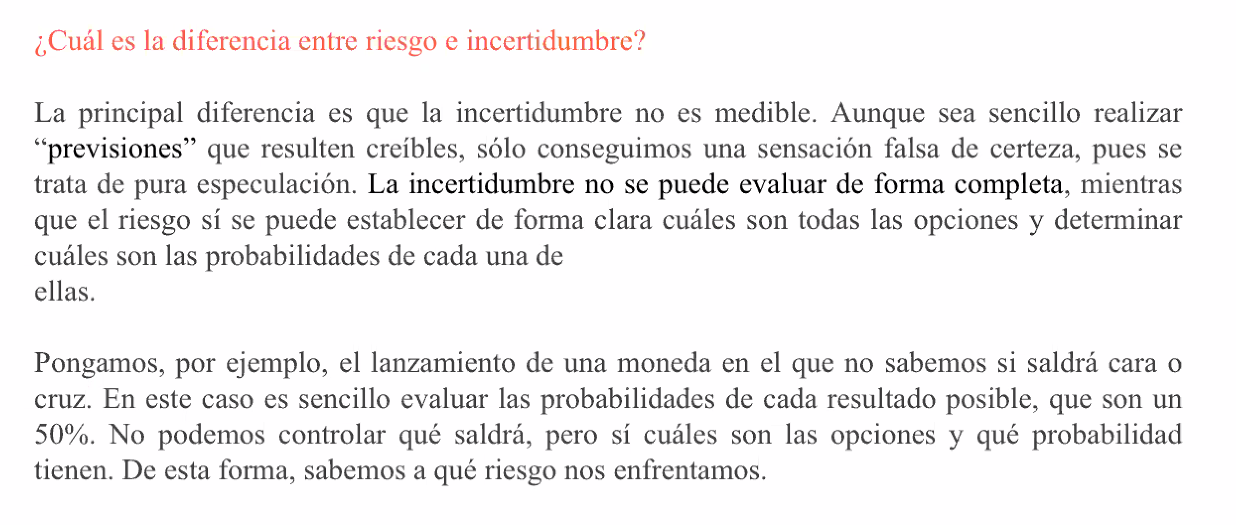 ¿Cuál es la diferencia entre riesgo e incertidumbre?
La principal diferencia es que la incertidumbre no es medible. Aunque sea sencillo realizar
“previsiones” que resulten creíbles, sólo conseguimos una sensación falsa de certeza, pues se
trata de pura especulación. La incertidumbre no se puede evaluar de forma completa, mientras
que el riesgo sí se puede establecer de forma clara cuáles son todas las opciones y determinar
cuáles son las probabilidades de cada una de
ellas.
Pongamos, por ejemplo, el lanzamiento de una moneda en el que no sabemos si saldrá cara o
cruz. En este caso es sencillo evaluar las probabilidades de cada resultado posible, que son un
50%. No podemos controlar qué saldrá, pero sí cuáles son las opciones y qué probabilidad
tienen. De esta forma, sabemos a qué riesgo nos enfrentamos.